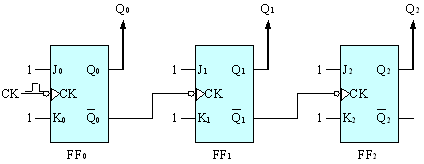 Q₀ Q₁ Q₂
1 J₀ Q₀ 1 J₁ Q₁ 1 J₂ Q₂
CK CK CK CK
1 K₀ Q̅₀ 1 K₁ Q̅₁ 1 K₂ Q̅₂
FF₀ FF₁ FF₂